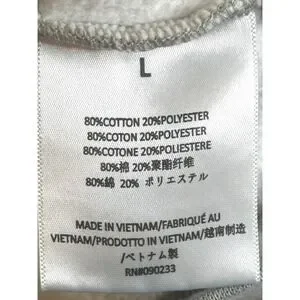 L
80%COTTON 20%POLYESTER
80%COTON 20%POLYESTER
80%COTONE 20%POLIESTERE
80%棉 20%聚酯纤维
80%綿 20% ポリエステル
MADE IN VIETNAM/FABRIQUÉ AU
VIETNAM/PRODOTTO IN VIETNAM/越南制造
/ベトナム製
RN#090233